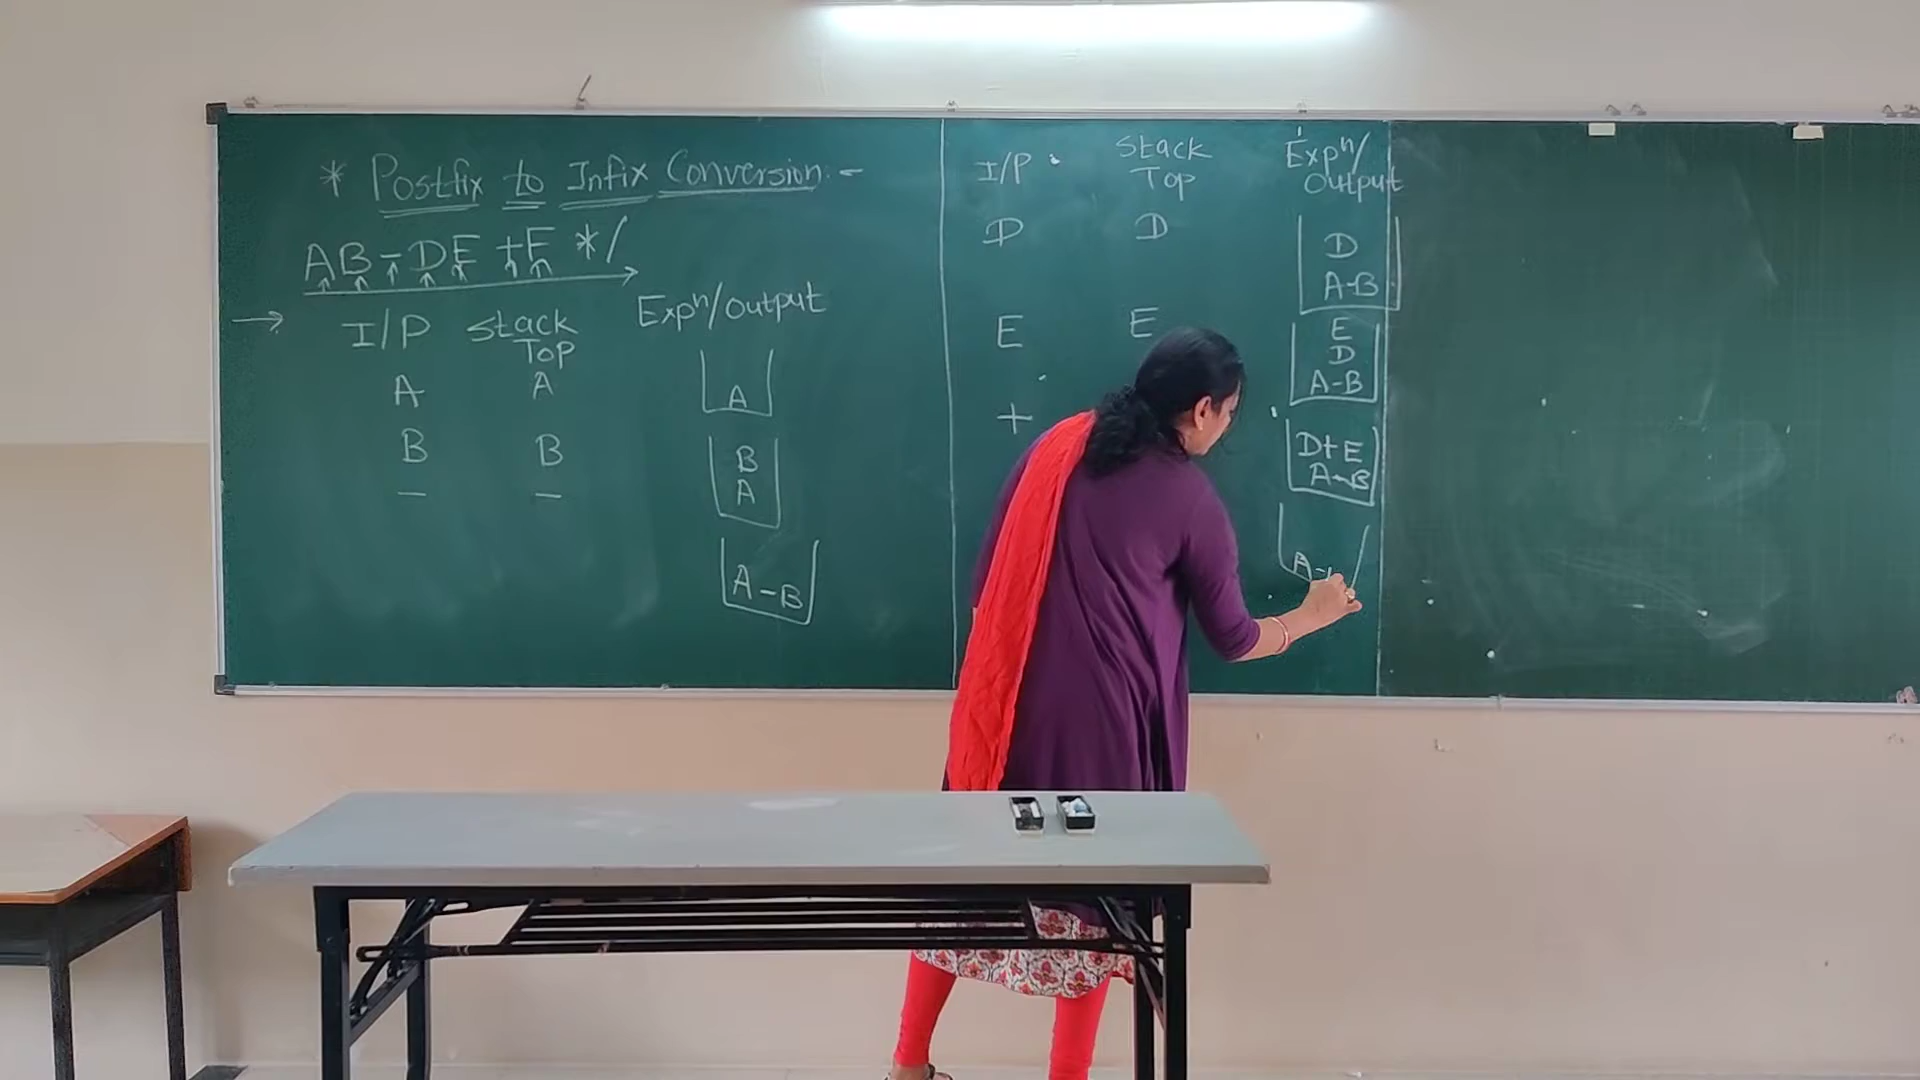 * Postfix to Infix Conversion:-
AB-DE+F*/
→ I/P Stack Top Expⁿ/output
A A A
B B B A
- - A-B
I/P Stack Top Expⁿ/Output
D D D A-B
E E E D A-B
+ D+E A-B
A-